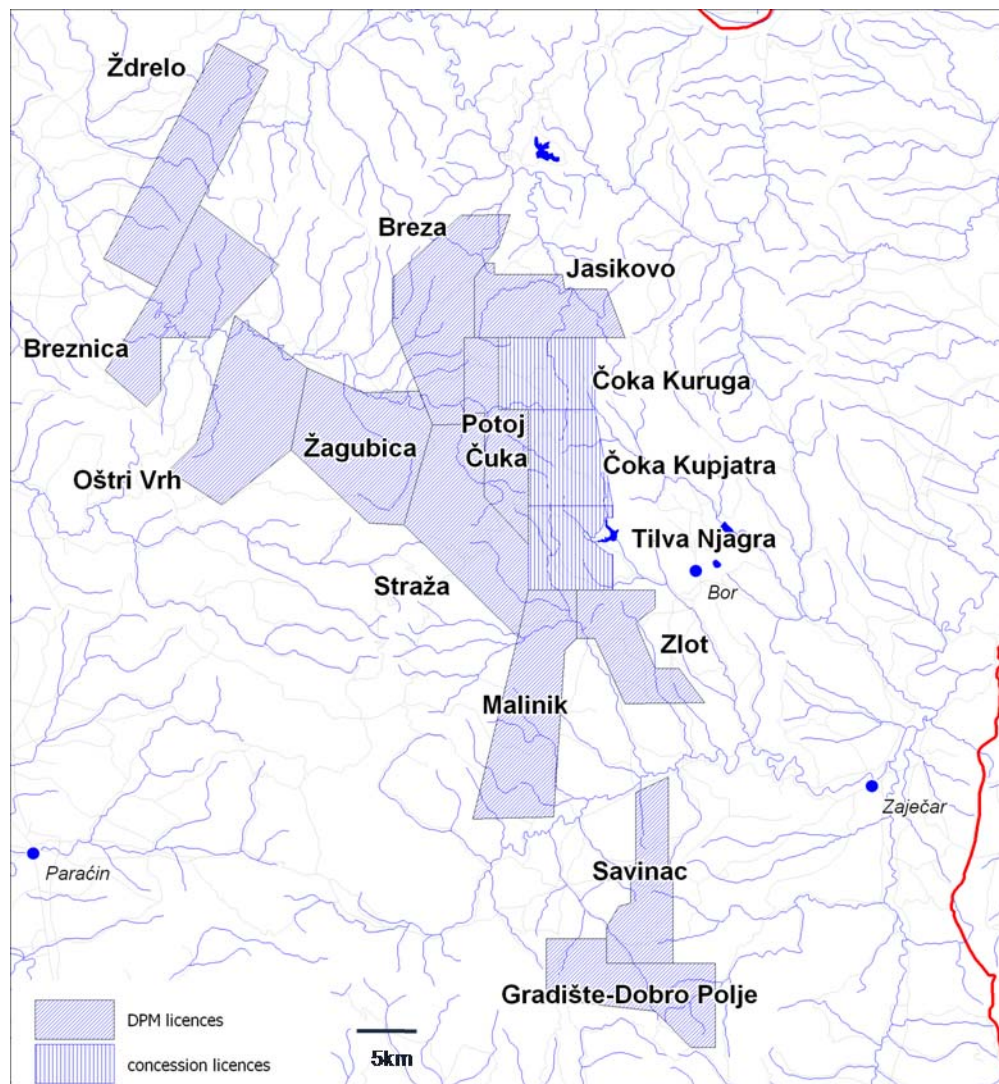 Ždrelo
Breza
Jasikovo
Breznica
Čoka Kuruga
Potoj
Čuka
Žagubica
Čoka Kupjatra
Oštri Vrh
Tilva Njagra
Straža
Bor
Zlot
Malinik
Zaječar
Savinac
Paraćin
Gradište-Dobro Polje
DPM licences
5km
concession licences